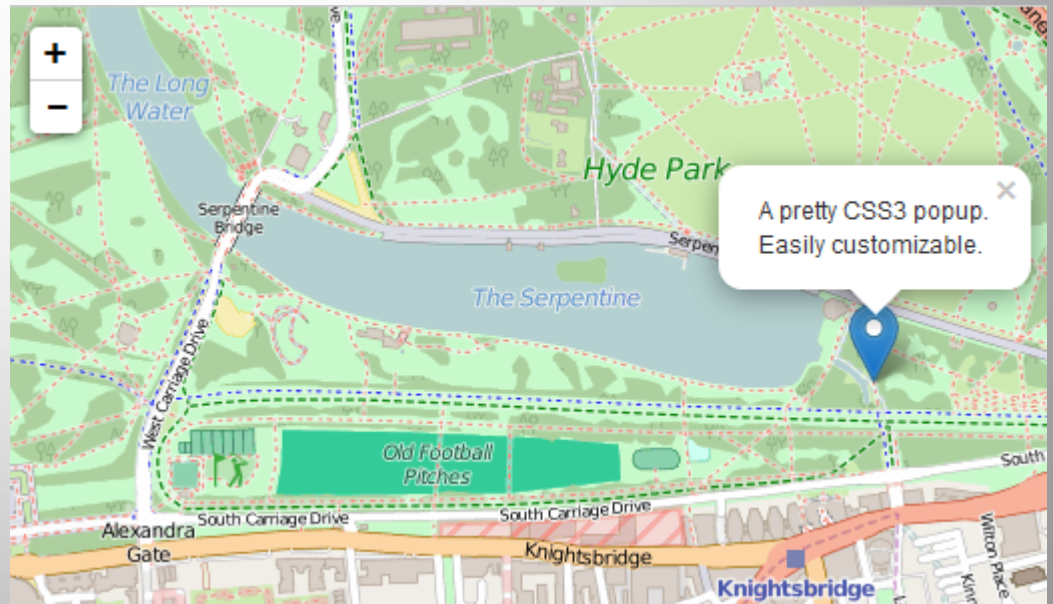 +
−
The Long
Water
Hyde Park
×
A pretty CSS3 popup.
Easily customizable.
Serpentine
Bridge
The Serpentine
West Carriage Drive
Old Football
Pitches
South
South Carriage Drive
South Carriage Drive
Alexandra
Gate
Knightsbridge
Wilton Place
Knightsbridge